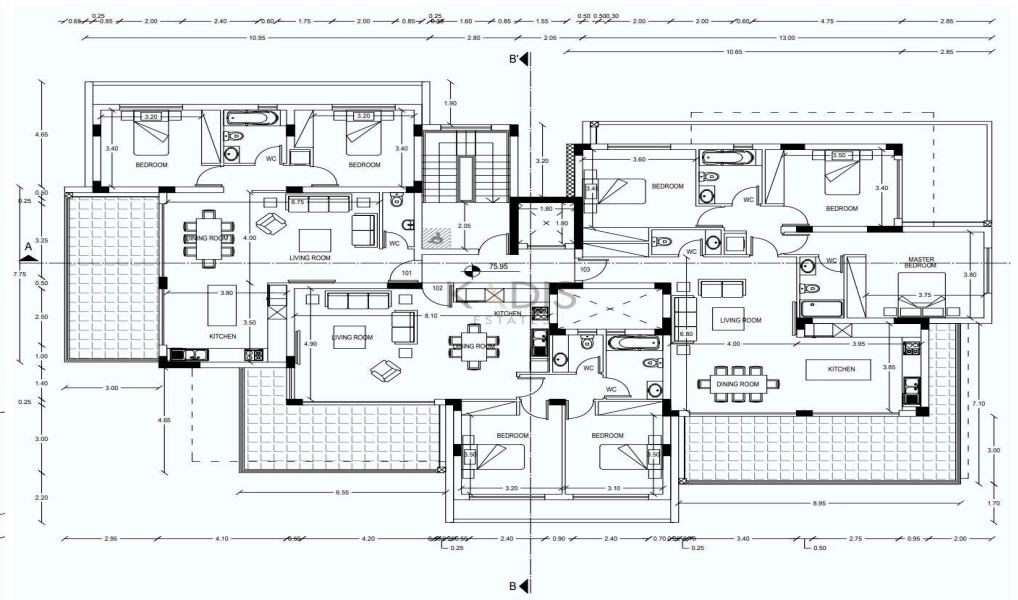 0.65 0.25 0.85 2.00 2.40 0.60 1.75 2.00 0.85 0.25 1.60 0.85 1.55 0.50 0.50 0.30 2.00 2.00 0.60 4.75 2.85
10.95 2.80 2.05 13.00
B' 10.65 2.85
1.90
4.65 3.20 3.20
3.40 BEDROOM WC BEDROOM 3.40 3.20
3.60 3.50
3.45 BEDROOM WC BEDROOM 3.40
0.50
0.25 6.75 1.80
1.80
2.05
A 3.25 DINING ROOM 4.00 LIVING ROOM WC WC MASTER
BEDROOM 3.80
7.75 101 75.95 103
0.50 3.80 102 3.75
KADIS
ESTATES
8.10 KITCHEN
2.50 3.50 KITCHEN
4.90 LIVING ROOM DINING ROOM 6.80 LIVING ROOM
4.00 3.95
1.00 WC KITCHEN 3.85
1.40 3.00 WC DINING ROOM
0.25 4.65 7.10
3.00 BEDROOM BEDROOM 3.00
3.50 3.50
2.20 6.55 3.20 3.10 8.95 1.70
2.95 4.10 0.50 4.20 2.40 0.90 2.40 0.70 3.40 2.75 0.95 2.00
0.25 0.25 0.50
B